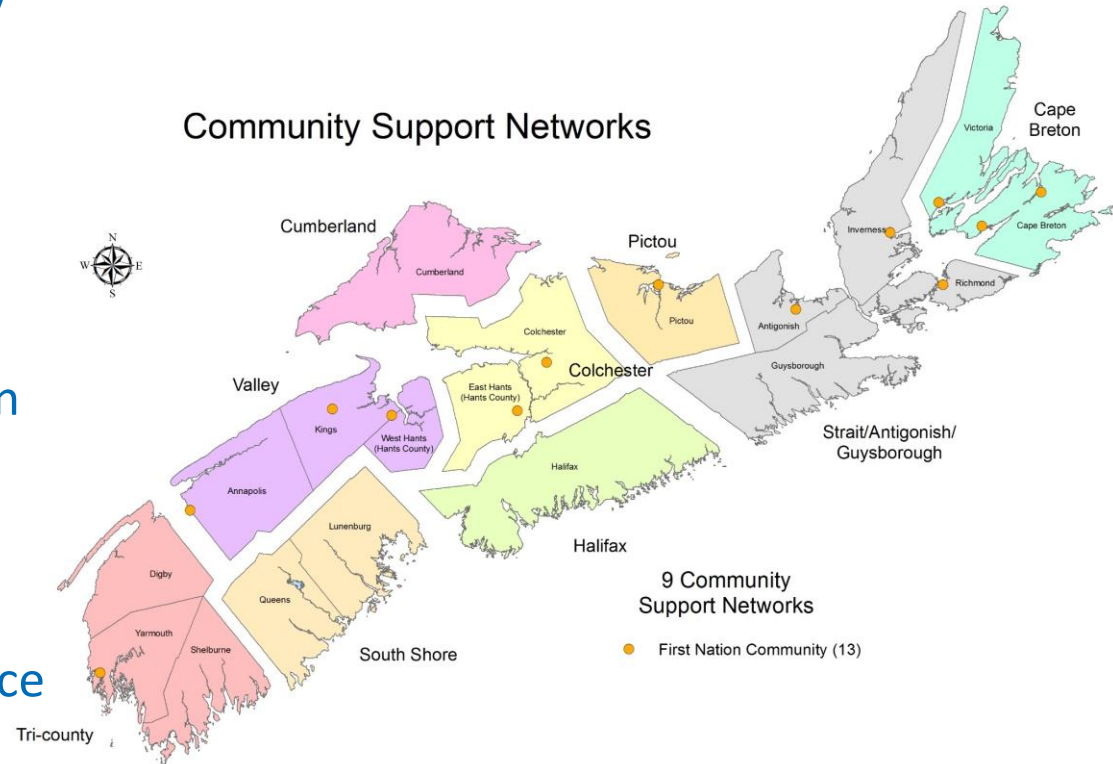 y
n
ce
Community Support Networks
N
W
E
S
Cape
Breton
Victoria
Cape Breton
Inverness
Richmond
Cumberland
Cumberland
Pictou
Pictou
Antigonish
Guysborough
Strait/Antigonish/
Guysborough
Colchester
Colchester
East Hants
(Hants County)
Valley
Kings
West Hants
(Hants County)
Annapolis
Halifax
Halifax
Lunenburg
Queens
South Shore
Digby
Yarmouth
Shelburne
Tri-county
9 Community
Support Networks
First Nation Community (13)